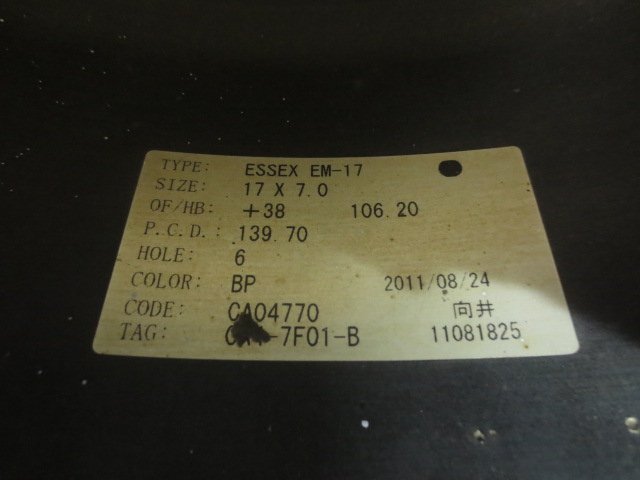 TYPE: ESSEX EM-17
SIZE: 17 X 7.0
OF/HB: +38 106.20
P.C.D.: 139.70
HOLE: 6
COLOR: BP 2011/08/24
CODE: CA04770 向井
TAG: -7F01-B 11081825